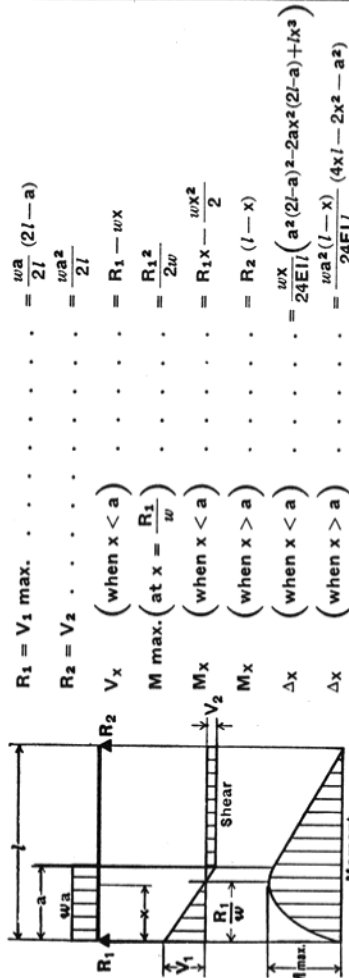 l
a
wa
R₁
R₂
x
V₁
V₂
R₁/w
Shear
M max.
R₁ = V₁ max. . . . . . . . . . . = wa/2l (2l — a)
R₂ = V₂ . . . . . . . . . . . . = wa²/2l
Vₓ (when x < a) . . . . = R₁ — wx
M max. (at x = R₁/w) . . . . = R₁²/2w
Mₓ (when x < a) . . . . = R₁x — wx²/2
Mₓ (when x > a) . . . . = R₂ (l — x)
Δₓ (when x < a) . . . . = wx/24EIl (a²(2l–a)²–2ax²(2l–a)+lx³)
Δₓ (when x > a) . . . . = wa²(l – x)/24EIl (4xl – 2x² – a²)